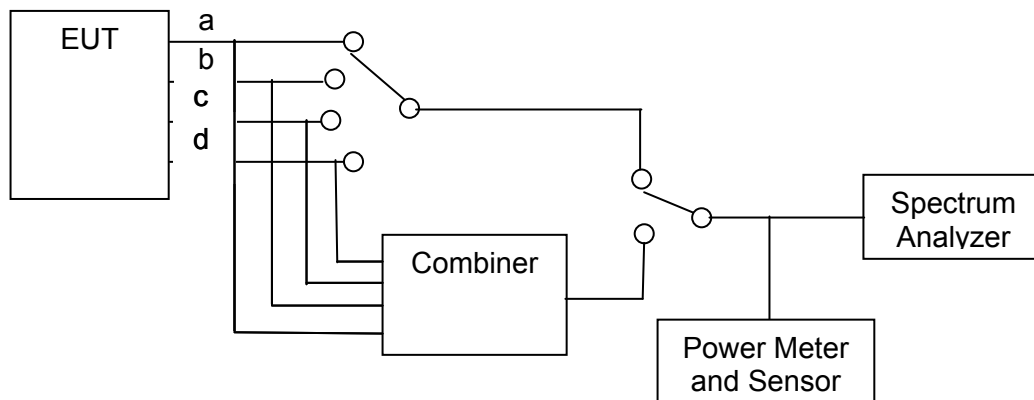 EUT
a
b
c
d
Combiner
Spectrum
Analyzer
Power Meter
and Sensor